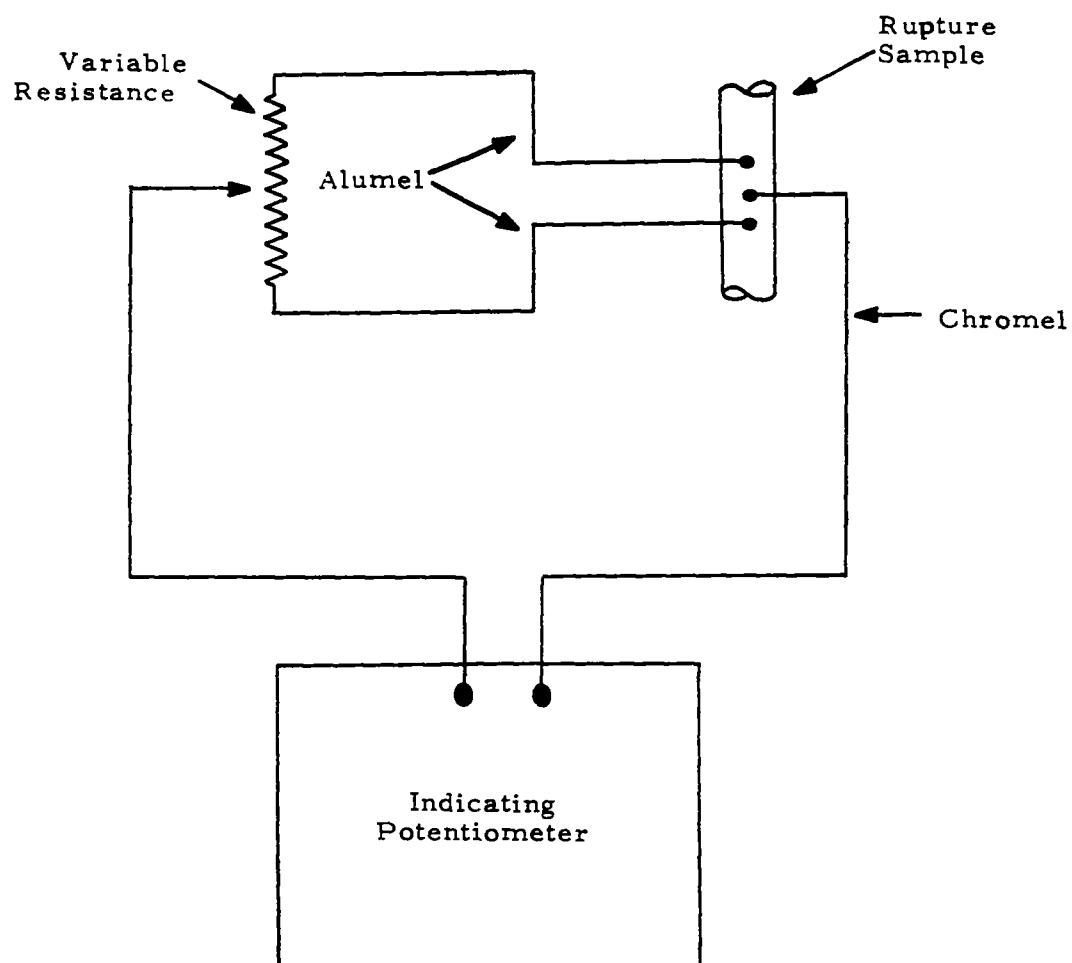 Rupture
Sample
Variable
Resistance
Alumel
Chromel
Indicating
Potentiometer